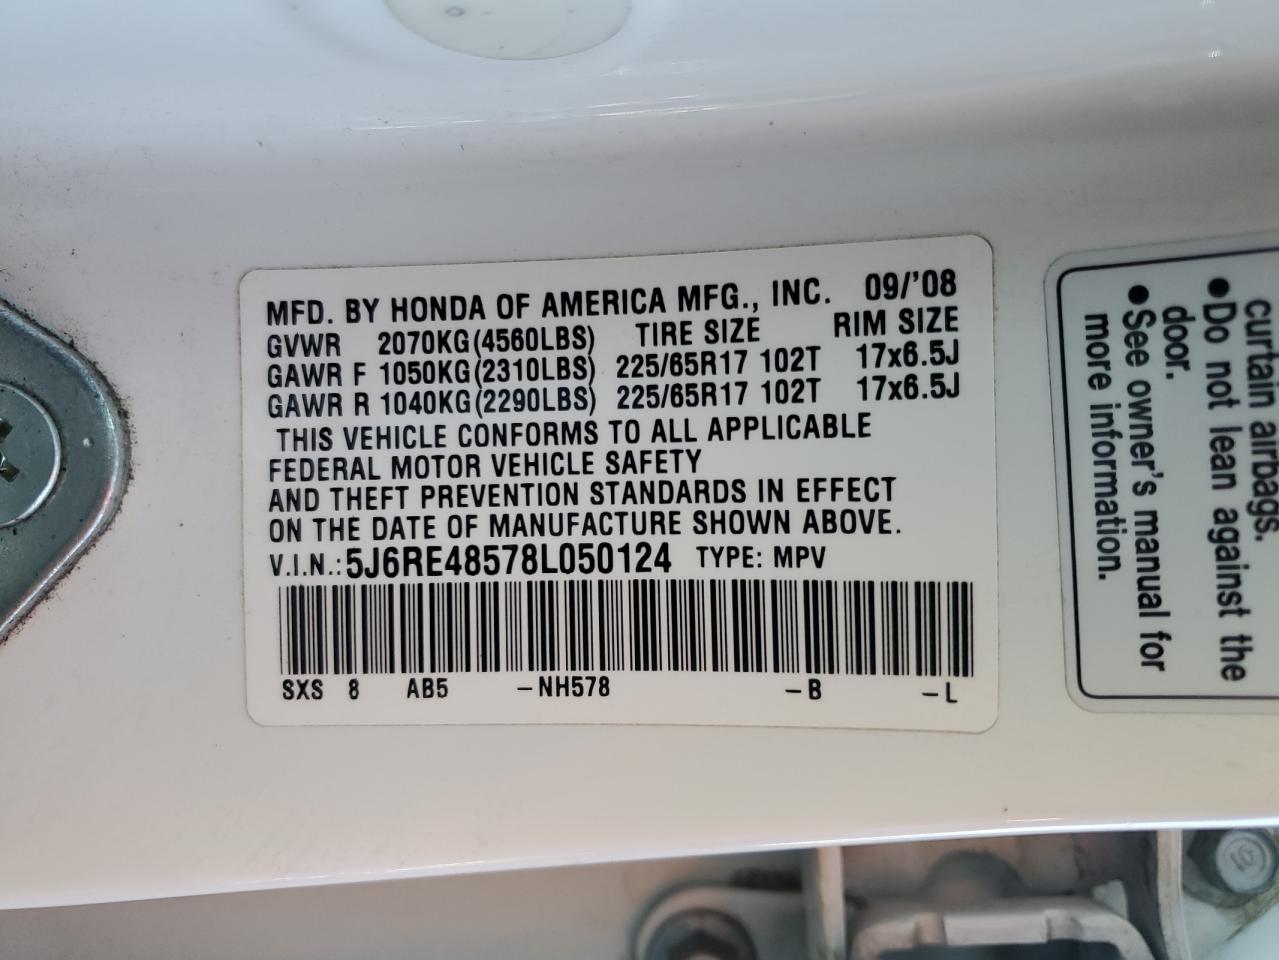 MFD. BY HONDA OF AMERICA MFG., INC. 09/'08
GVWR 2070KG(4560LBS) TIRE SIZE RIM SIZE
GAWR F 1050KG(2310LBS) 225/65R17 102T 17x6.5J
GAWR R 1040KG(2290LBS) 225/65R17 102T 17x6.5J
THIS VEHICLE CONFORMS TO ALL APPLICABLE
FEDERAL MOTOR VEHICLE SAFETY
AND THEFT PREVENTION STANDARDS IN EFFECT
ON THE DATE OF MANUFACTURE SHOWN ABOVE.
V.I.N.:5J6RE48578L050124 TYPE: MPV
SXS 8 AB5 -NH578 -B -L
curtain airbags.
●Do not lean against the
door.
●See owner's manual for
more information.